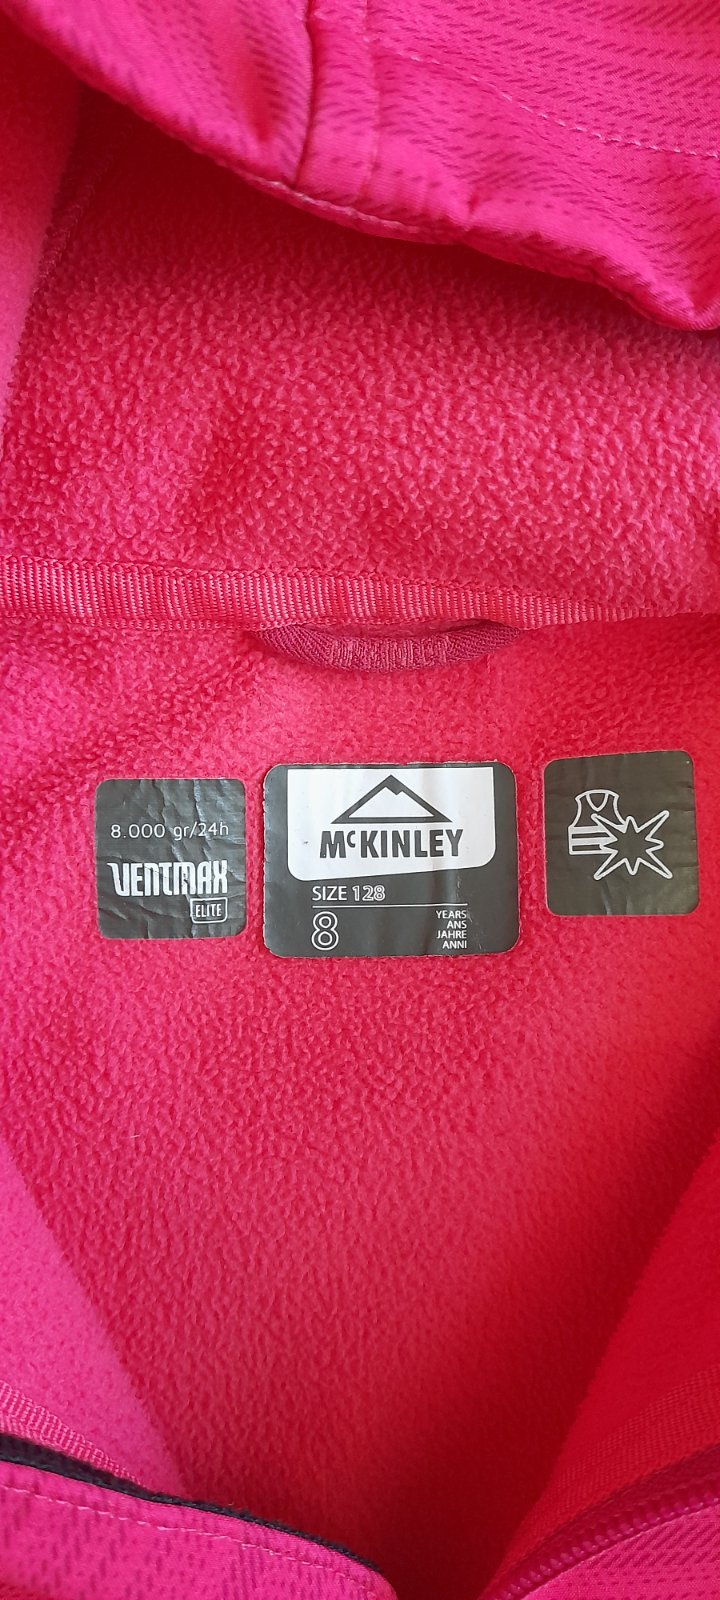 8.000 gr/24h
VENTMAX
ELITE
McKINLEY
SIZE 128
8
YEARS
ANS
JAHRE
ANNI